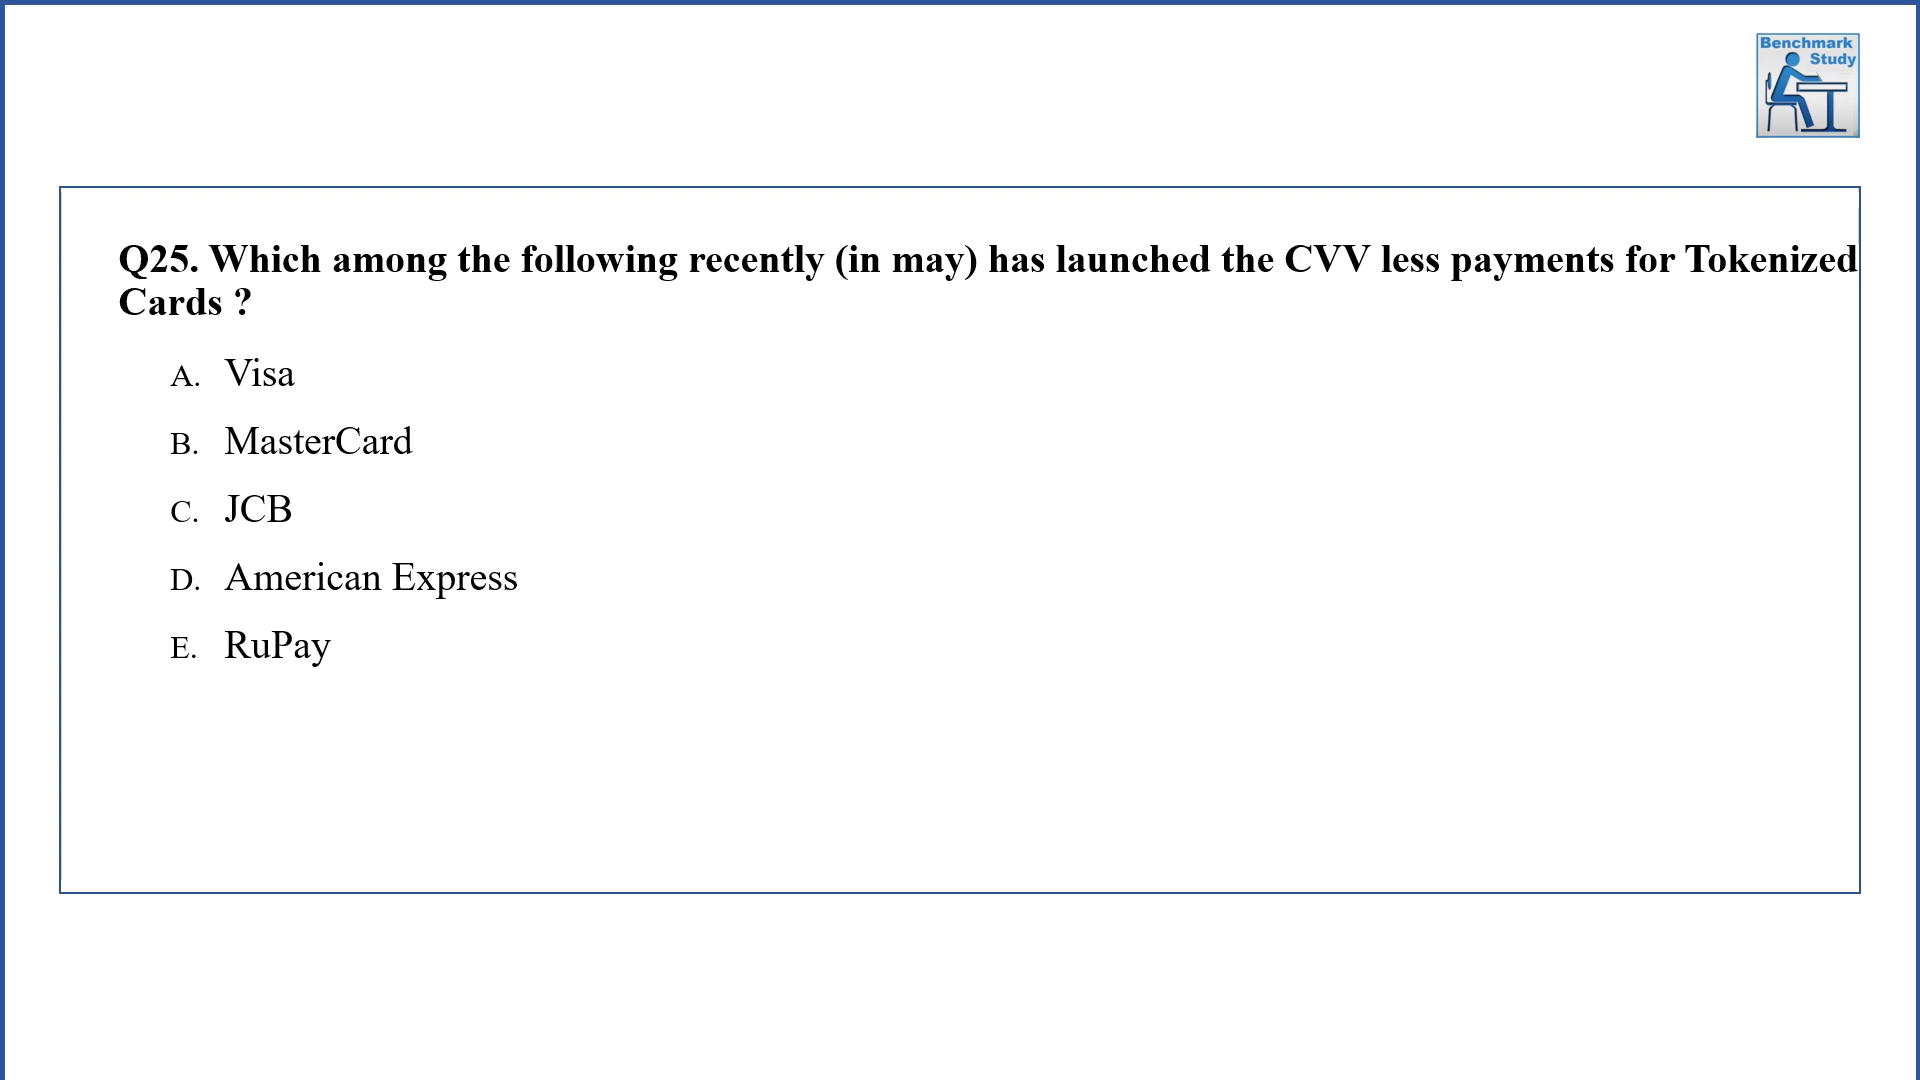 Benchmark
Study
Q25. Which among the following recently (in may) has launched the CVV less payments for Tokenized
Cards ?
A. Visa
B. MasterCard
C. JCB
D. American Express
E. RuPay